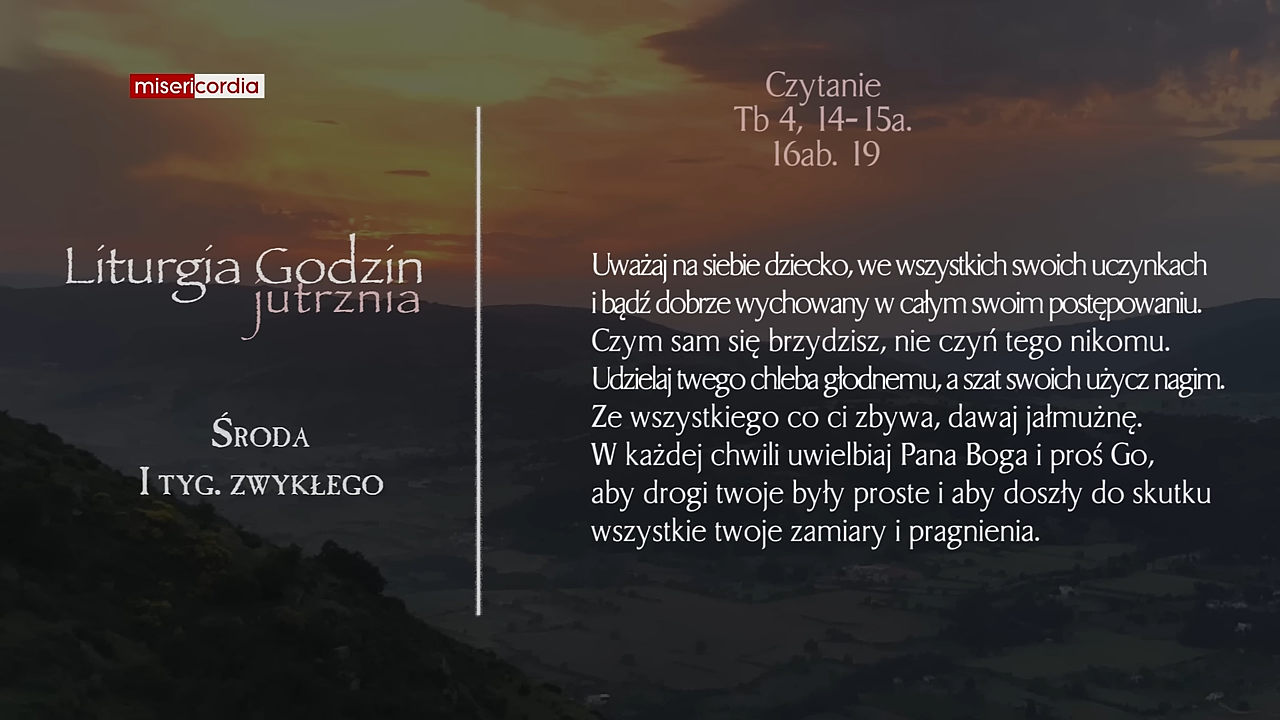 misericordia
Liturgia Godzin
jutrznia
Środa
I tyg. zwykłego
Czytanie
Tb 4, 14-15a.
16ab. 19
Uważaj na siebie dziecko, we wszystkich swoich uczynkach
i bądź dobrze wychowany w całym swoim postępowaniu.
Czym sam się brzydzisz, nie czyń tego nikomu.
Udzielaj twego chleba głodnemu, a szat swoich użycz nagim.
Ze wszystkiego co ci zbywa, dawaj jałmużnę.
W każdej chwili uwielbiaj Pana Boga i proś Go,
aby drogi twoje były proste i aby doszły do skutku
wszystkie twoje zamiary i pragnienia.